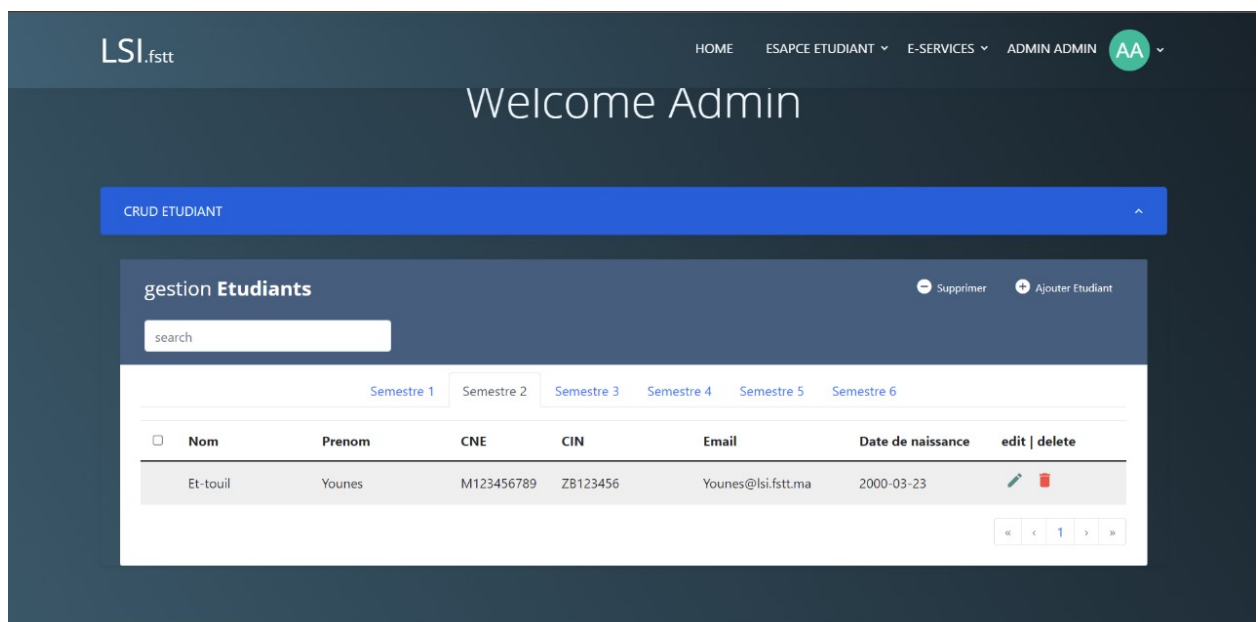 LSI.fstt HOME ESAPCE ETUDIANT E-SERVICES ADMIN ADMIN AA
Welcome Admin
CRUD ETUDIANT
gestion Etudiants Supprimer Ajouter Etudiant
search
Semestre 1 Semestre 2 Semestre 3 Semestre 4 Semestre 5 Semestre 6
Nom Prenom CNE CIN Email Date de naissance edit | delete
Et-touil Younes M123456789 ZB123456 Younes@lsi.fstt.ma 2000-03-23
« ‹ 1 › »